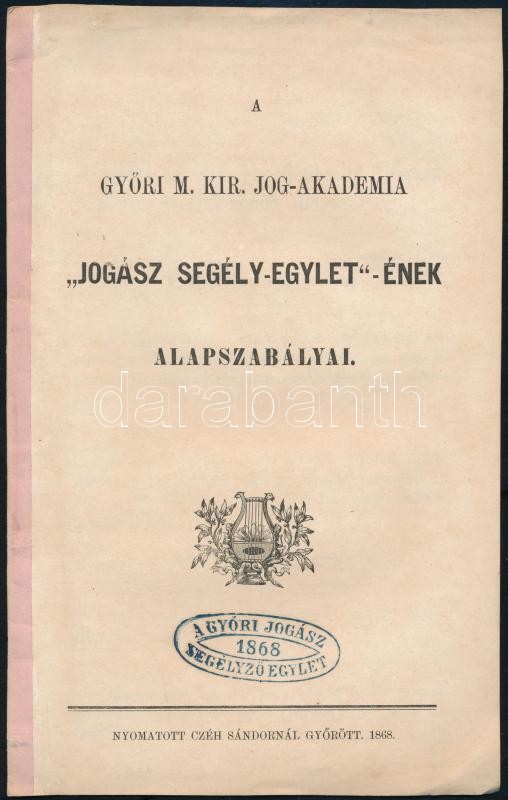 A
GYŐRI M. KIR. JOG-AKADEMIA
„JOGÁSZ SEGÉLY-EGYLET“-ÉNEK
ALAPSZABÁLYAI.
darabanth
A GYŐRI JOGÁSZ
1868
SEGÉLYZŐ EGYLET
NYOMATOTT CZÉH SÁNDORNÁL GYŐRÖTT. 1868.